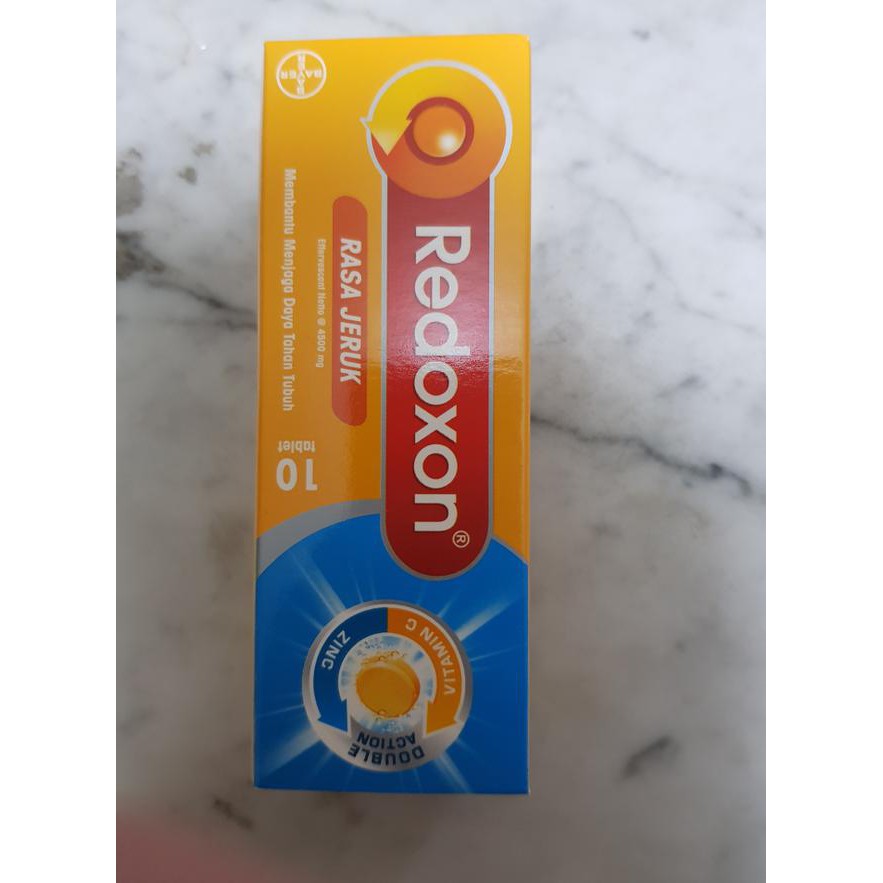 BAYER
BAYER
Redoxon®
RASA JERUK
Effervescent Netto @ 4500 mg
Membantu Menjaga Daya Tahan Tubuh
10
tablet
VITAMIN C
ZINC
DOUBLE
ACTION